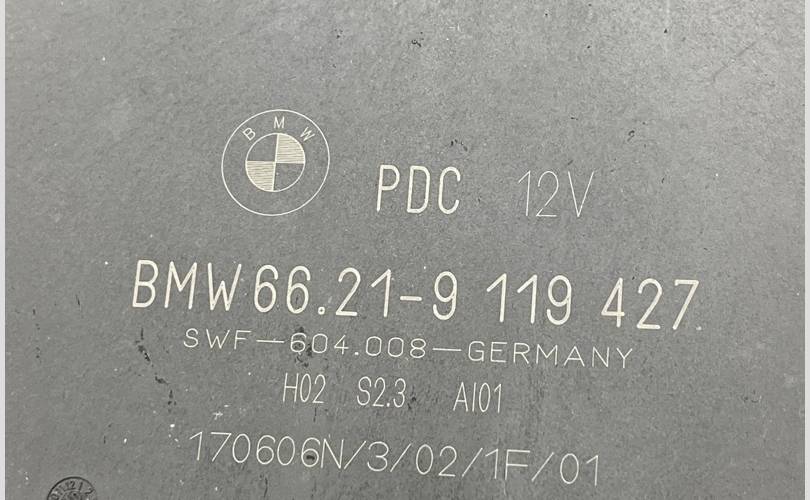 BMW
PDC 12V
BMW 66.21-9 119 427
SWF-604.008-GERMANY
H02 S2.3 AI01
170606N/3/02/1F/01